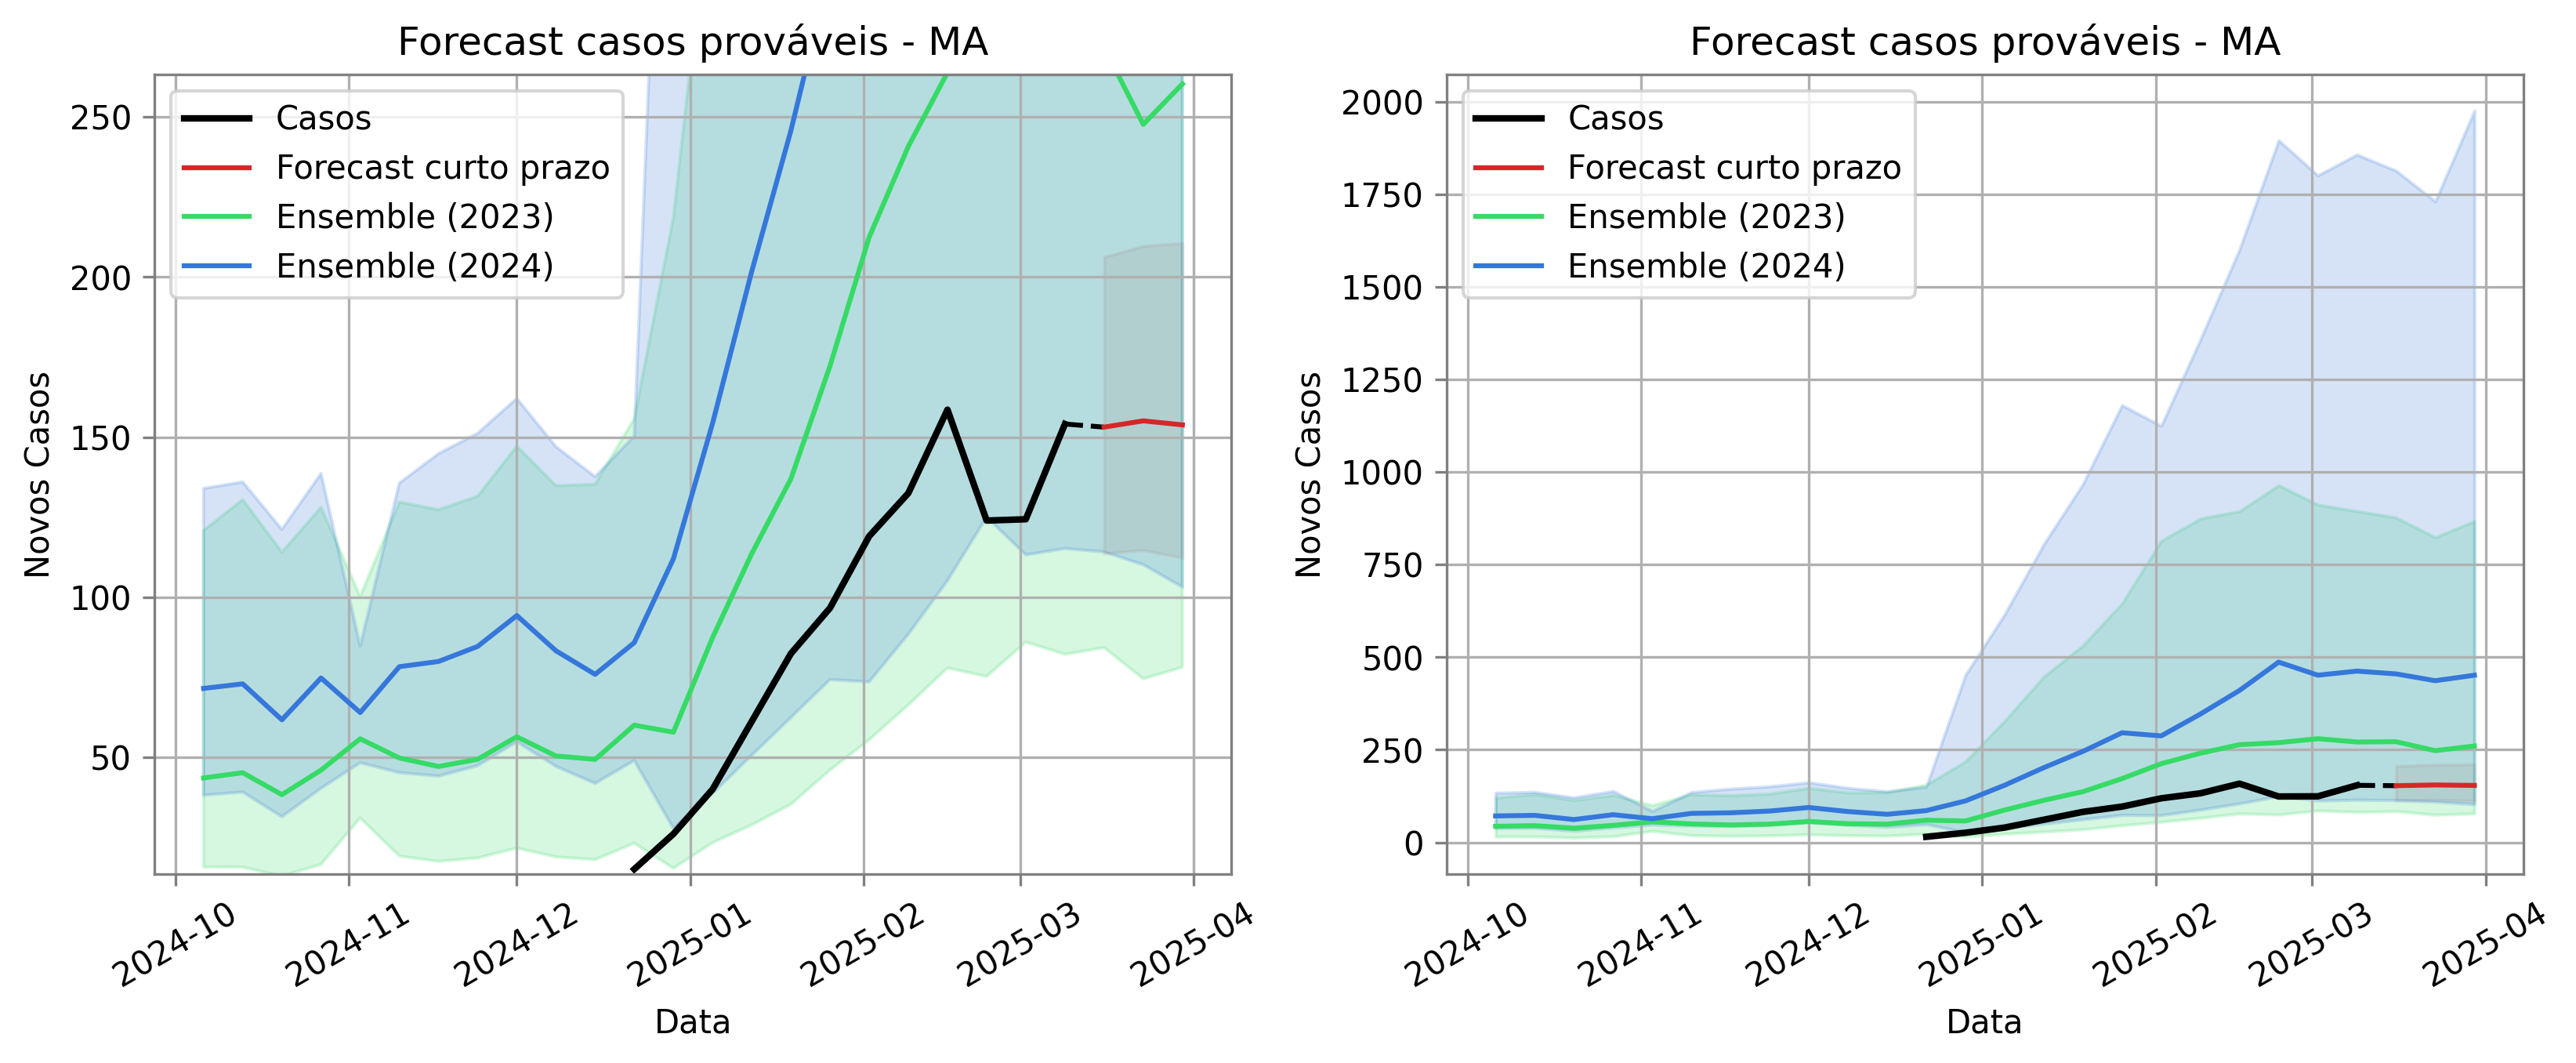 Forecast casos prováveis - MA
Casos
Forecast curto prazo
Ensemble (2023)
Ensemble (2024)
250
200
150
100
50
Novos Casos
2024-10
2024-11
2024-12
2025-01
2025-02
2025-03
2025-04
Data
Forecast casos prováveis - MA
Casos
Forecast curto prazo
Ensemble (2023)
Ensemble (2024)
2000
1750
1500
1250
1000
750
500
250
0
Novos Casos
2024-10
2024-11
2024-12
2025-01
2025-02
2025-03
2025-04
Data